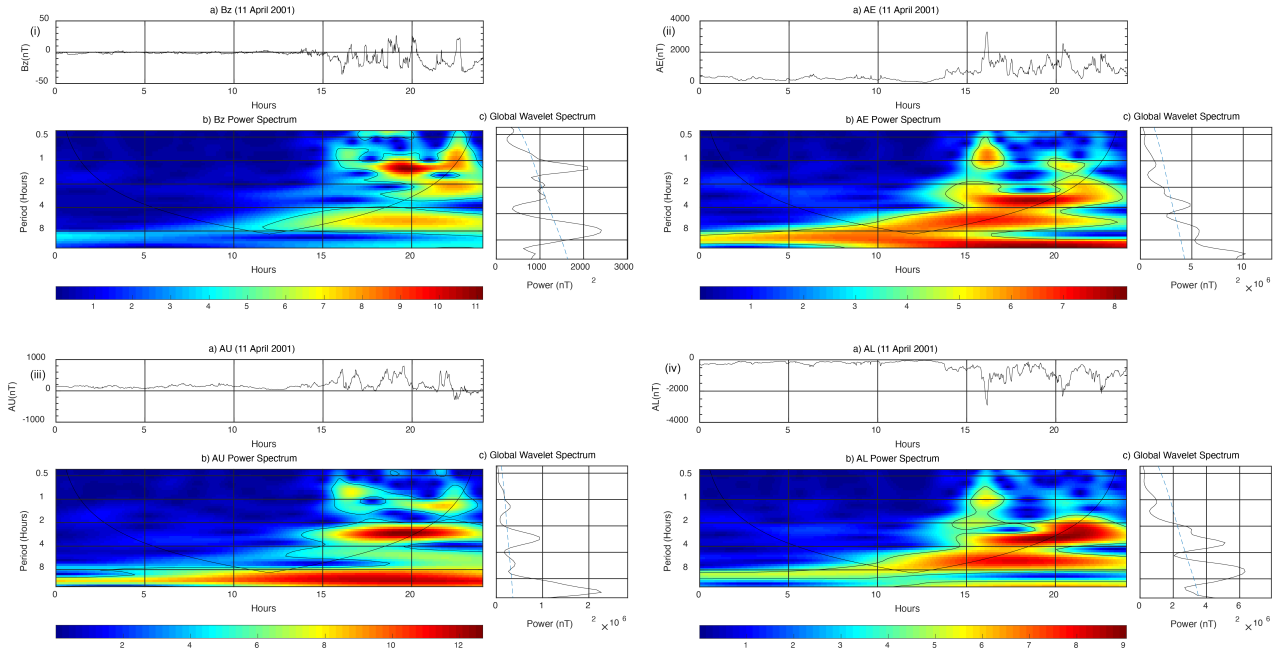 a) Bz (11 April 2001)
(i)
50
0
-50
Bz(nT)
0 5 10 15 20
Hours
b) Bz Power Spectrum
0.5
1
2
4
8
Period (Hours)
0 5 10 15 20
Hours
c) Global Wavelet Spectrum
0 1000 2000 3000
Power (nT) 2
1 2 3 4 5 6 7 8 9 10 11
a) AE (11 April 2001)
(ii)
4000
2000
0
AE(nT)
0 5 10 15 20
Hours
b) AE Power Spectrum
0.5
1
2
4
8
Period (Hours)
0 5 10 15 20
Hours
c) Global Wavelet Spectrum
0 5 10
Power (nT) 2 × 10 6
1 2 3 4 5 6 7 8
a) AU (11 April 2001)
(iii)
1000
0
-1000
AU(nT)
0 5 10 15 20
Hours
b) AU Power Spectrum
0.5
1
2
4
8
Period (Hours)
0 5 10 15 20
Hours
c) Global Wavelet Spectrum
0 1 2
Power (nT) 2 × 10 6
2 4 6 8 10 12
a) AL (11 April 2001)
(iv)
0
-2000
-4000
AL(nT)
0 5 10 15 20
Hours
b) AL Power Spectrum
0.5
1
2
4
8
Period (Hours)
0 5 10 15 20
Hours
c) Global Wavelet Spectrum
0 2 4 6
Power (nT) 2 × 10 6
1 2 3 4 5 6 7 8 9